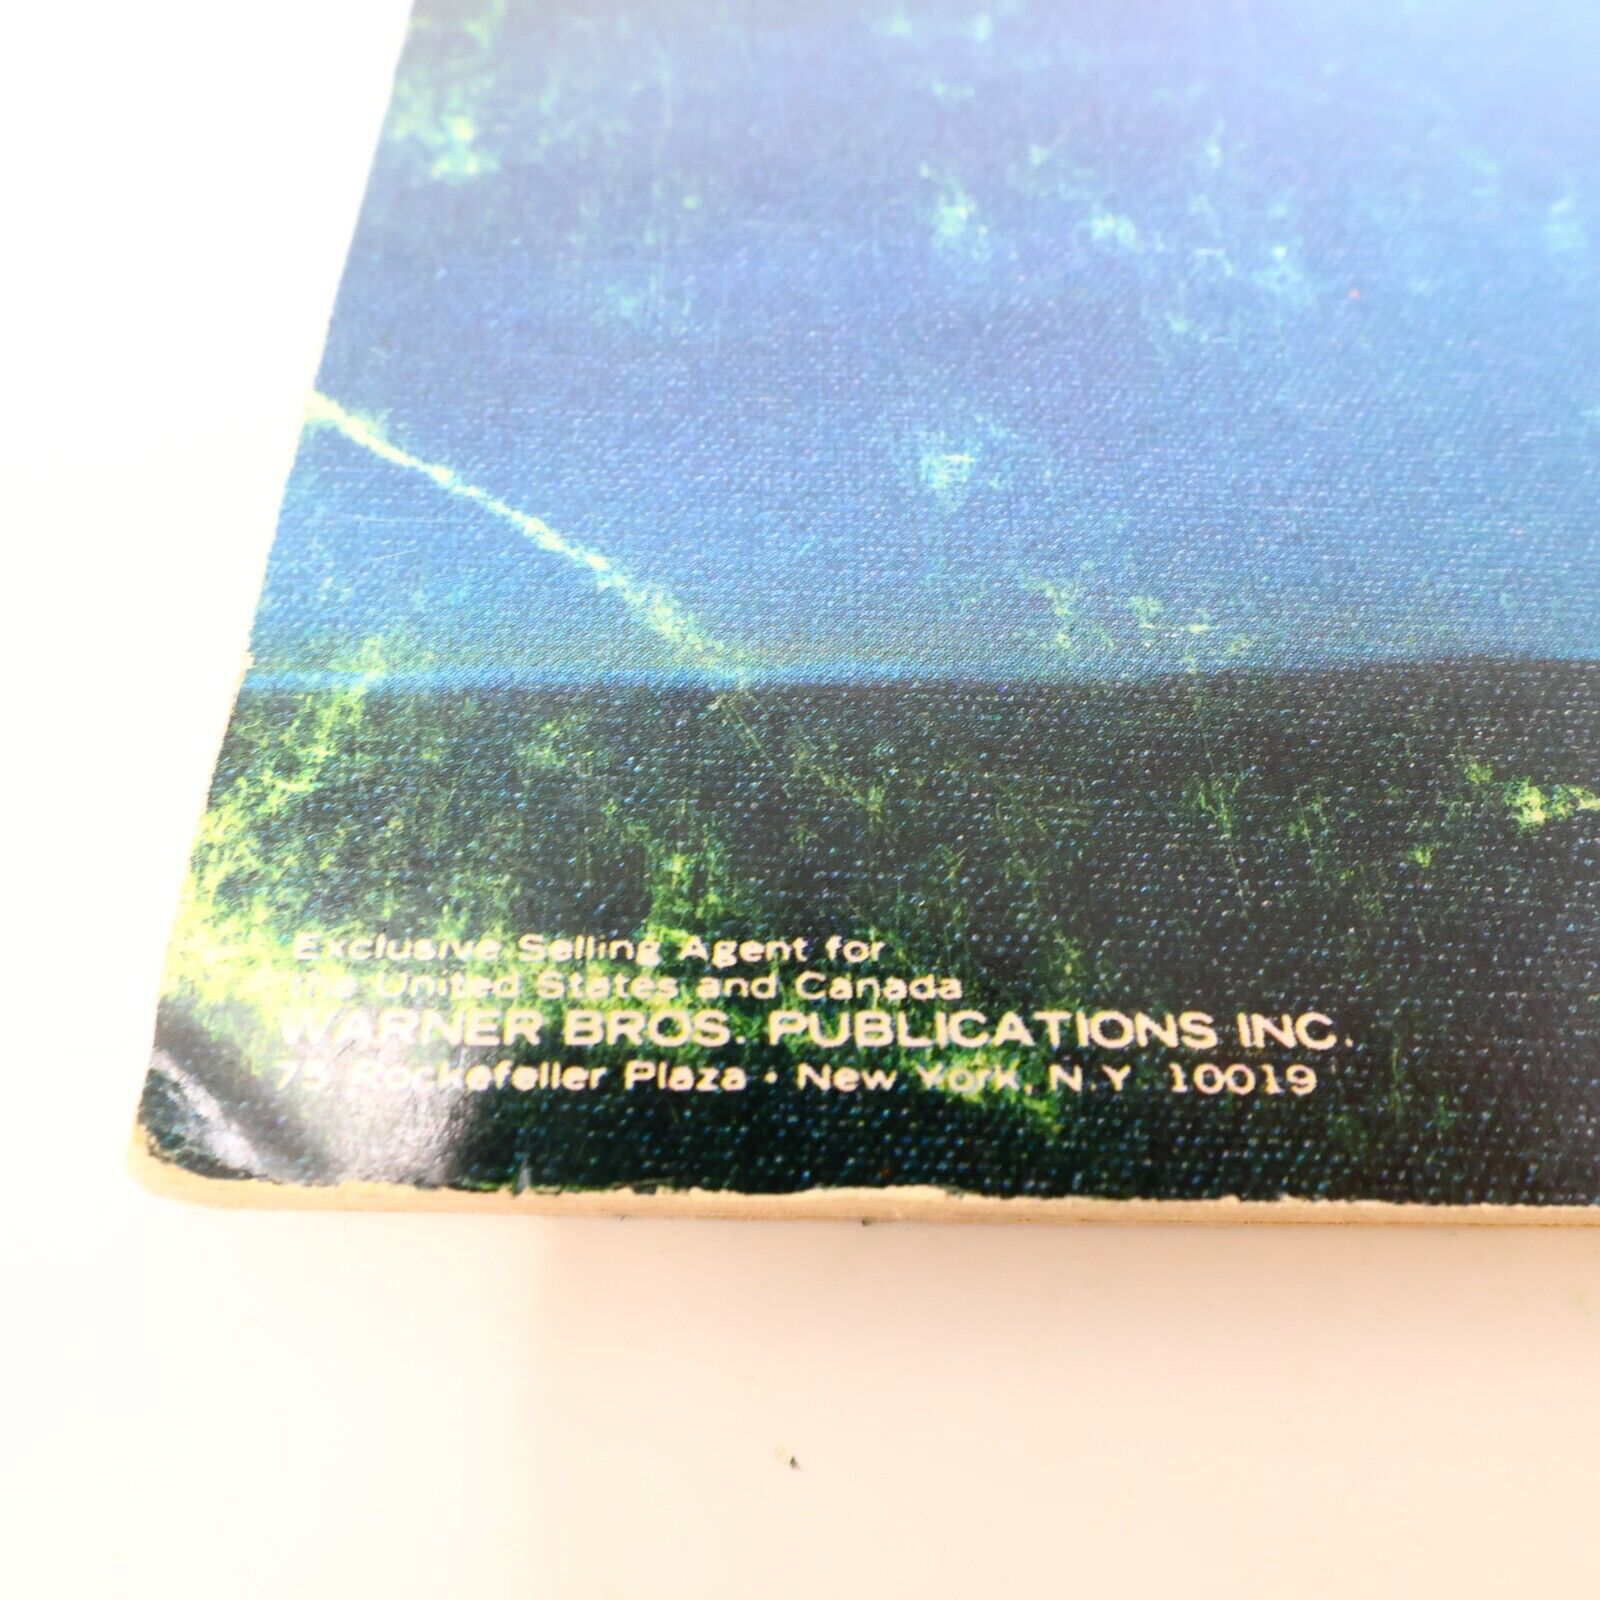 Exclusive Selling Agent for
the United States and Canada
WARNER BROS. PUBLICATIONS INC.
75 Rockefeller Plaza • New York, N.Y. 10019